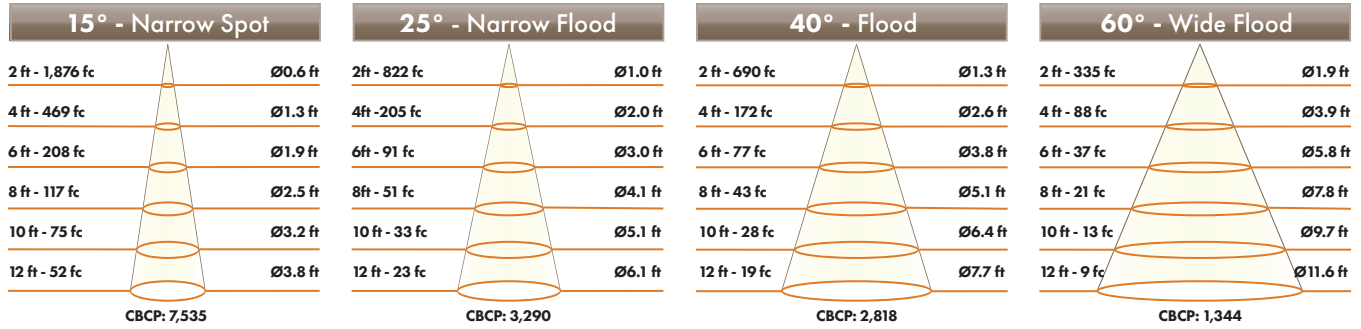 15° - Narrow Spot
2 ft - 1,876 fc Ø0.6 ft
4 ft - 469 fc Ø1.3 ft
6 ft - 208 fc Ø1.9 ft
8 ft - 117 fc Ø2.5 ft
10 ft - 75 fc Ø3.2 ft
12 ft - 52 fc Ø3.8 ft
CBCP: 7,535
25° - Narrow Flood
2ft - 822 fc Ø1.0 ft
4ft -205 fc Ø2.0 ft
6ft - 91 fc Ø3.0 ft
8ft - 51 fc Ø4.1 ft
10 ft - 33 fc Ø5.1 ft
12 ft - 23 fc Ø6.1 ft
CBCP: 3,290
40° - Flood
2 ft - 690 fc Ø1.3 ft
4 ft - 172 fc Ø2.6 ft
6 ft - 77 fc Ø3.8 ft
8 ft - 43 fc Ø5.1 ft
10 ft - 28 fc Ø6.4 ft
12 ft - 19 fc Ø7.7 ft
CBCP: 2,818
60° - Wide Flood
2 ft - 335 fc Ø1.9 ft
4 ft - 88 fc Ø3.9 ft
6 ft - 37 fc Ø5.8 ft
8 ft - 21 fc Ø7.8 ft
10 ft - 13 fc Ø9.7 ft
12 ft - 9 fc Ø11.6 ft
CBCP: 1,344